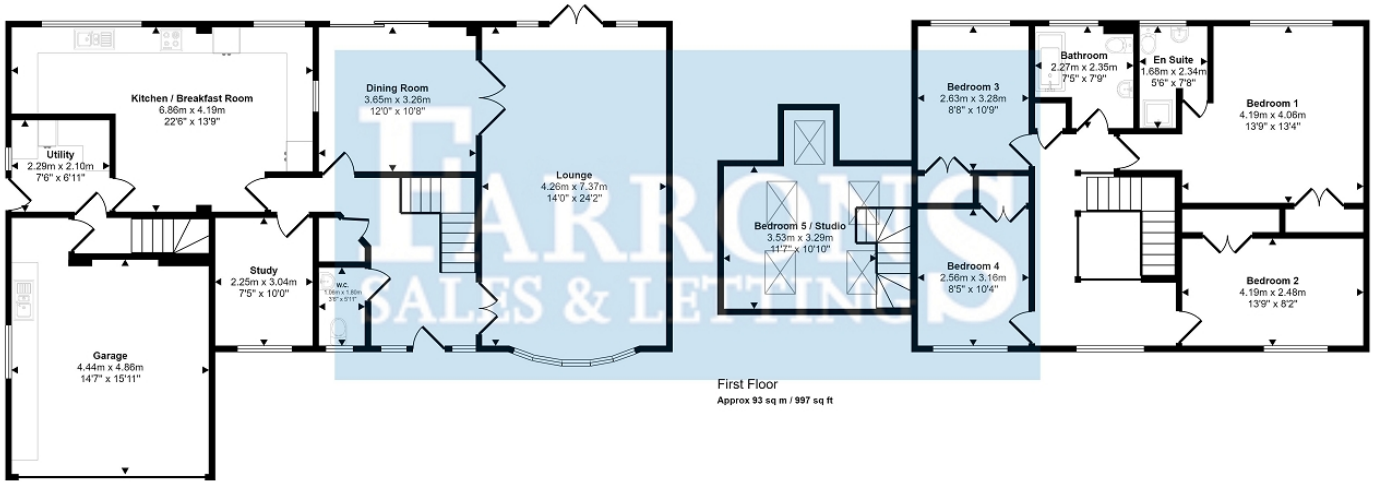 Kitchen / Breakfast Room
6.86m x 4.19m
22'6" x 13'9"
Dining Room
3.65m x 3.26m
12'0" x 10'8"
Utility
2.29m x 2.10m
7'6" x 6'11"
Lounge
4.26m x 7.37m
14'0" x 24'2"
Study
2.25m x 3.04m
7'5" x 10'0"
W.C.
Garage
4.44m x 4.86m
14'7" x 15'11"
Bedroom 5 / Studio
3.53m x 3.29m
11'7" x 10'10"
Bedroom 3
2.63m x 3.28m
8'8" x 10'9"
Bathroom
2.27m x 2.35m
7'5" x 7'9"
En Suite
1.68m x 2.34m
5'6" x 7'8"
Bedroom 1
4.19m x 4.06m
13'9" x 13'4"
Bedroom 4
2.56m x 3.16m
8'5" x 10'4"
Bedroom 2
4.19m x 2.48m
13'9" x 8'2"
FARRONS
SALES & LETTINGS
First Floor
Approx 93 sq m / 997 sq ft